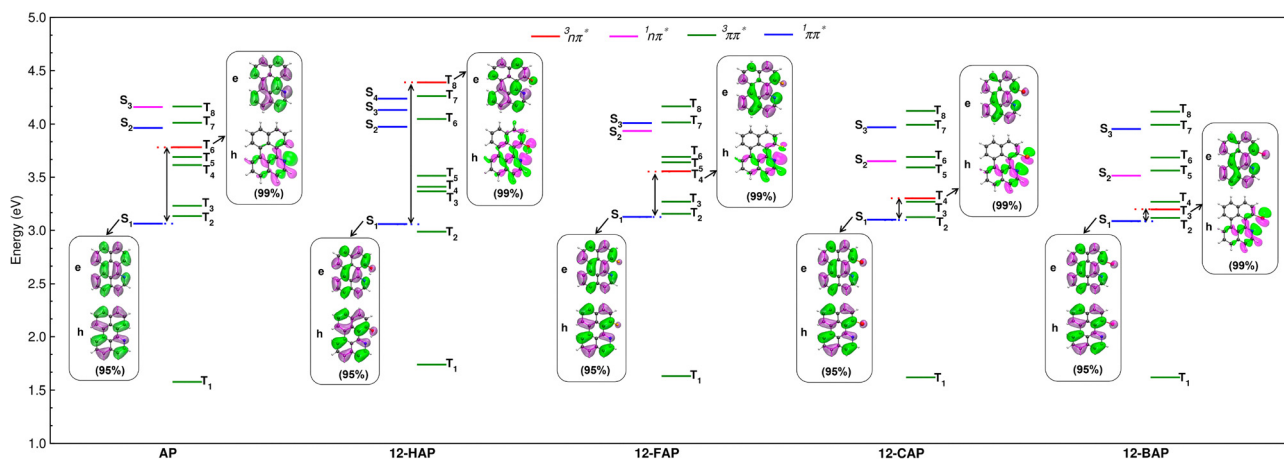 ³nπ* ¹nπ* ³ππ* ¹ππ*
Energy (eV)
5.0
4.5
4.0
3.5
3.0
2.5
2.0
1.5
1.0
S₃
S₂
S₁
T₈
T₇
T₆
T₅
T₄
T₃
T₂
T₁
e
h
(99%)
e
h
(95%)
AP
S₄
S₃
S₂
S₁
T₈
T₇
T₆
T₅
T₃
T₂
T₁
e
h
(99%)
e
h
(95%)
12-HAP
S₃
S₂
S₁
T₈
T₇
T₆
T₅
T₄
T₃
T₂
T₁
e
h
(99%)
e
h
(95%)
12-FAP
S₃
S₂
S₁
T₈
T₇
T₆
T₅
T₄
T₂
T₁
e
h
(99%)
e
h
(95%)
12-CAP
S₃
S₂
S₁
T₈
T₇
T₆
T₅
T₄
T₃
T₂
T₁
e
h
(99%)
e
h
(95%)
12-BAP